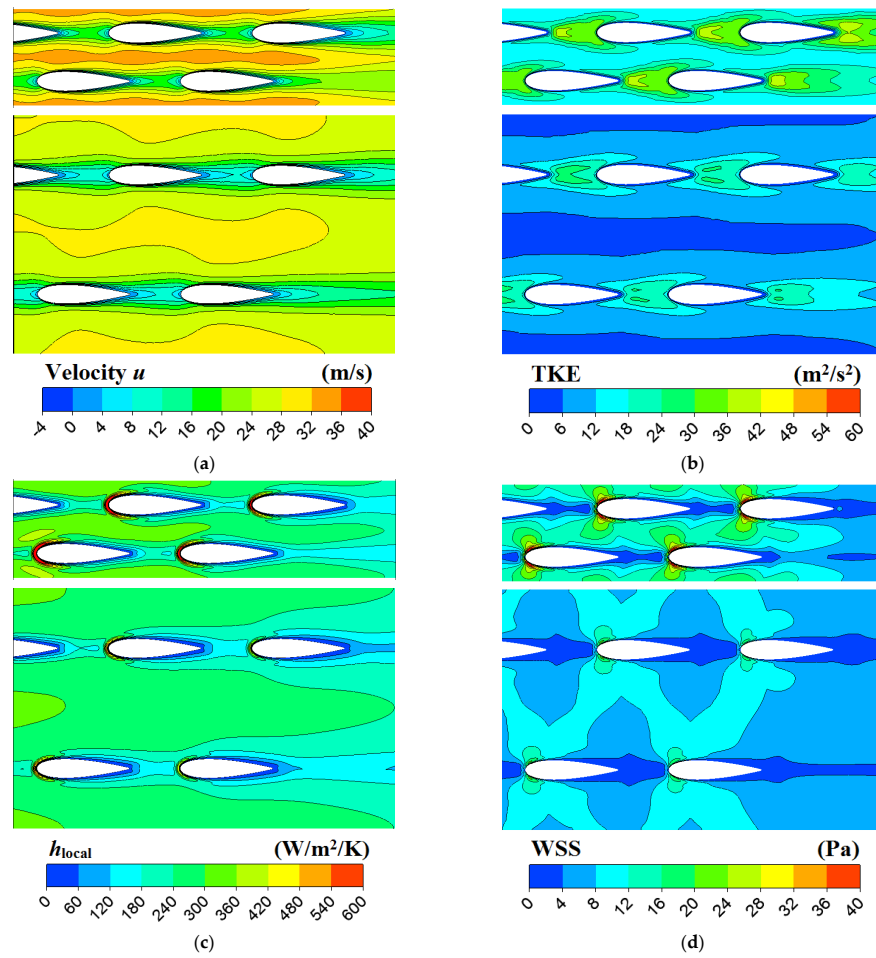 Velocity u (m/s)
-4 0 4 8 12 16 20 24 28 32 36 40
(a)
TKE (m²/s²)
0 6 12 18 24 30 36 42 48 54 60
(b)
h_local (W/m²/K)
0 60 120 180 240 300 360 420 480 540 600
(c)
WSS (Pa)
0 4 8 12 16 20 24 28 32 36 40
(d)